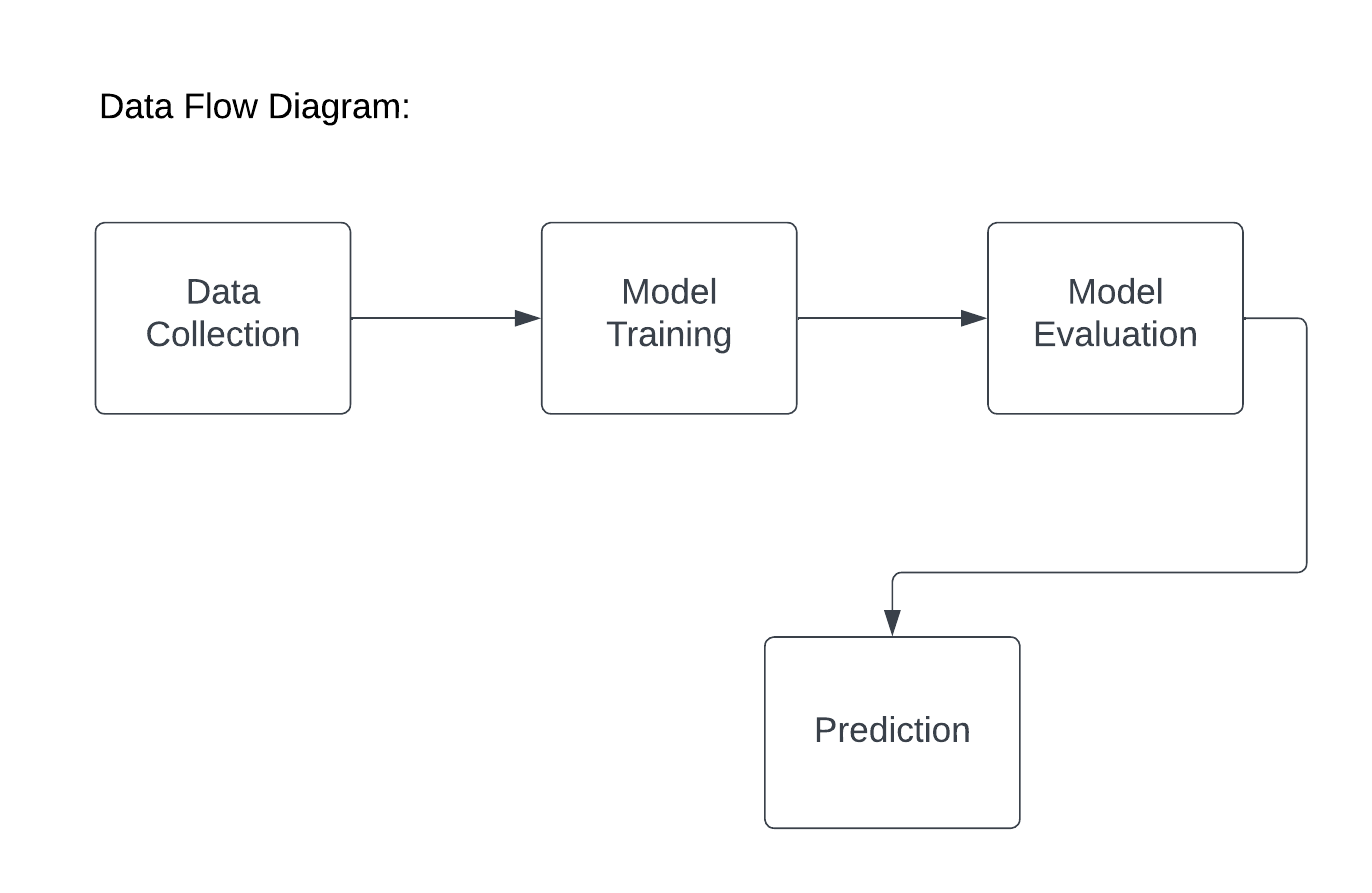 Data Flow Diagram:
Data
Collection
Model
Training
Model
Evaluation
Prediction